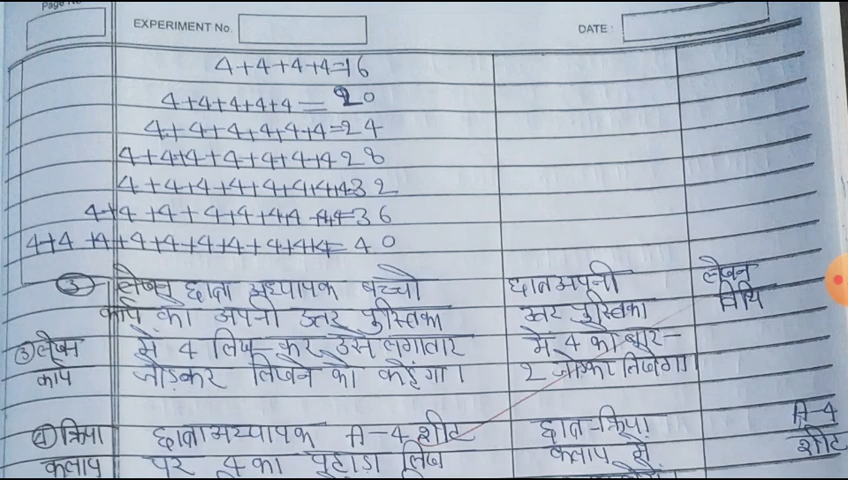 Page No
EXPERIMENT No.
DATE :
4+4+4+4=16
4+4+4+4+4 = 20
4+4+4+4+4+4=24
4+4+4+4+4+4+4 28
4+4+4+4+4+4+4+4=32
4+4+4+4+4+4+4+4+4=36
4+4+4+4+4+4+4+4+4+4= 40
③ लेखन छात्रा अध्यापक बच्चो छात्र अपनी लेखन
कार्य को अपनी उत्तर पुस्तिका उत्तर पुस्तिका विधि
③ लेखन से 4 लिख कर उसे लगातार में 4 को बार-
कार्य जोड़कर लिखने को कहेंगा। 2 जोड़कर लिखेगा।
④ क्रिया छात्राअध्यापक A-4 शीट छात्र-क्रिया A-4
कलाप पर 4 का पहाड़ा लिख कलाप से शीट